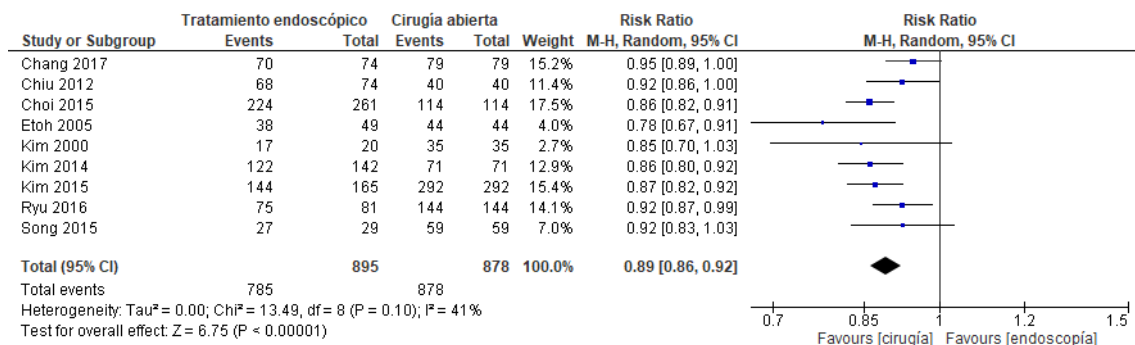 Tratamiento endoscópico Cirugía abierta Risk Ratio Risk Ratio
Study or Subgroup Events Total Events Total Weight M-H, Random, 95% CI M-H, Random, 95% CI
Chang 2017 70 74 79 79 15.2% 0.95 [0.89, 1.00]
Chiu 2012 68 74 40 40 11.4% 0.92 [0.86, 1.00]
Choi 2015 224 261 114 114 17.5% 0.86 [0.82, 0.91]
Etoh 2005 38 49 44 44 4.0% 0.78 [0.67, 0.91]
Kim 2000 17 20 35 35 2.7% 0.85 [0.70, 1.03]
Kim 2014 122 142 71 71 12.9% 0.86 [0.80, 0.92]
Kim 2015 144 165 292 292 15.4% 0.87 [0.82, 0.92]
Ryu 2016 75 81 144 144 14.1% 0.92 [0.87, 0.99]
Song 2015 27 29 59 59 7.0% 0.92 [0.83, 1.03]
Total (95% CI) 895 878 100.0% 0.89 [0.86, 0.92]
Total events 785 878
Heterogeneity: Tau² = 0.00; Chi² = 13.49, df = 8 (P = 0.10); I² = 41%
Test for overall effect: Z = 6.75 (P < 0.00001)
0.7 0.85 1 1.2 1.5
Favours [cirugía] Favours [endoscopía]